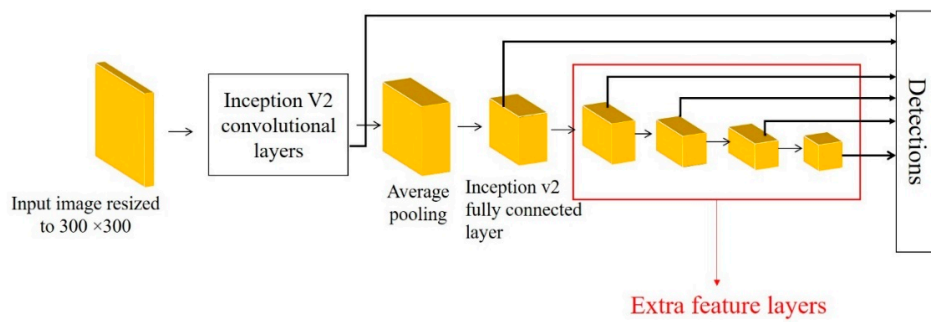 Input image resized
to 300 ×300
Inception V2
convolutional
layers
Average
pooling
Inception v2
fully connected
layer
Detections
Extra feature layers